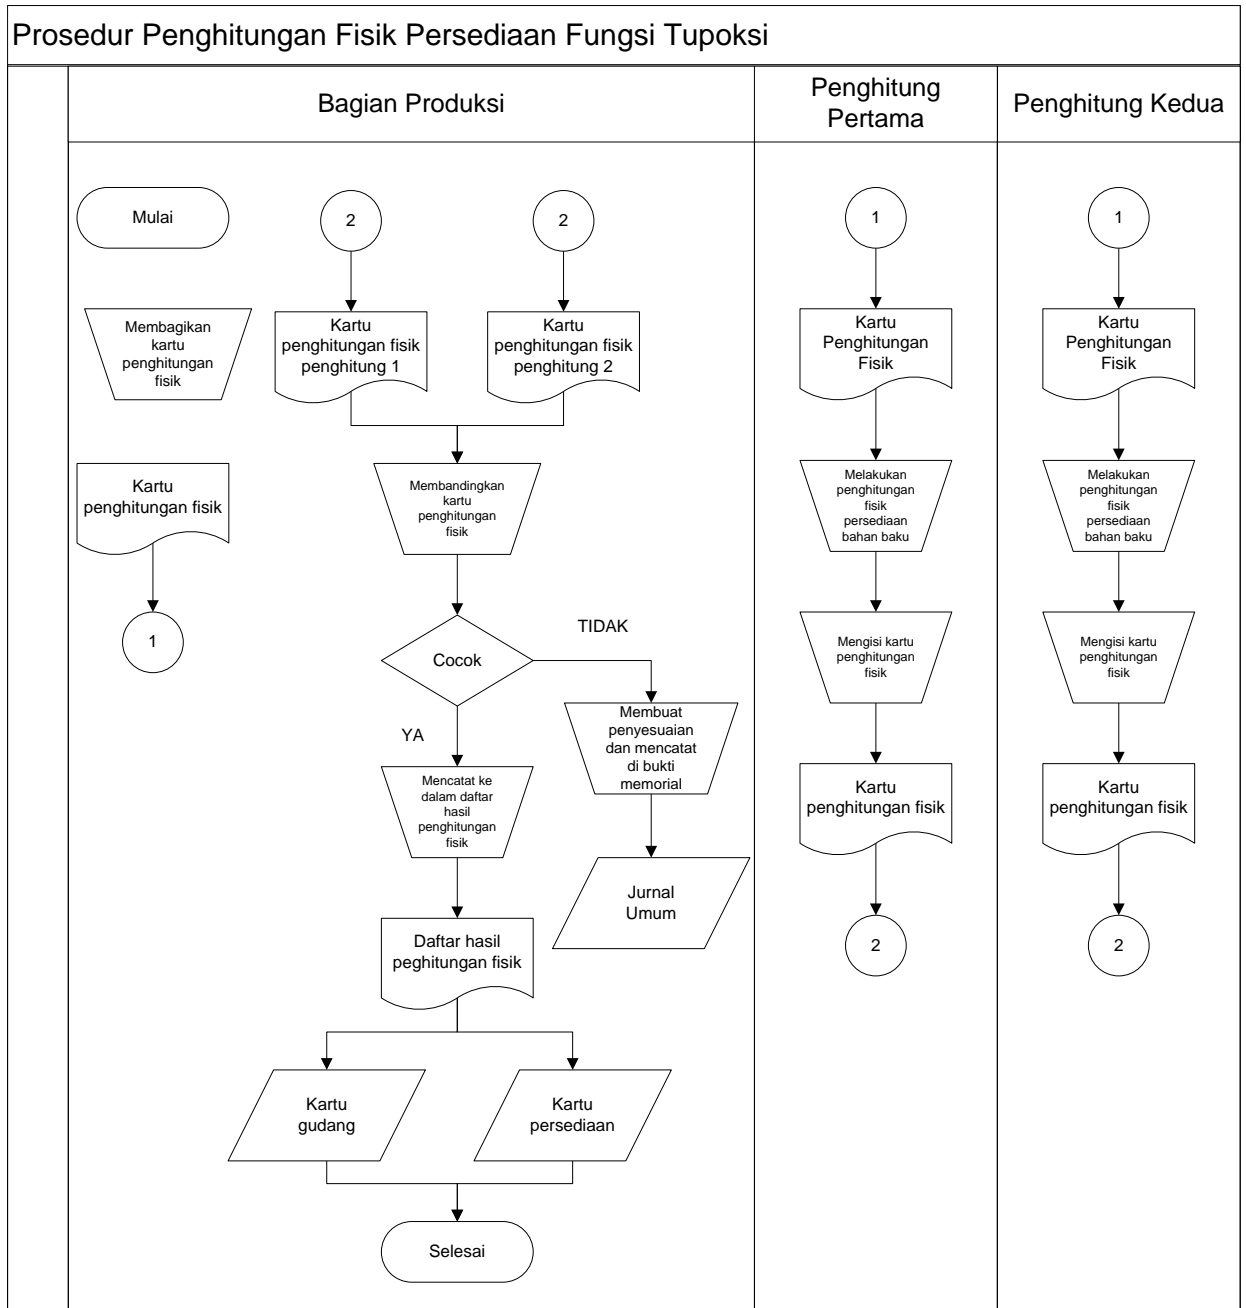 Prosedur Penghitungan Fisik Persediaan Fungsi Tupoksi
Bagian Produksi
Penghitung
Pertama
Penghitung Kedua
Mulai
Membagikan
kartu
penghitungan
fisik
Kartu
penghitungan fisik
1
2
Kartu
penghitungan fisik
penghitung 1
2
Kartu
penghitungan fisik
penghitung 2
Membandingkan
kartu
penghitungan
fisik
Cocok
TIDAK
YA
Membuat
penyesuaian
dan mencatat
di bukti
memorial
Jurnal
Umum
Mencatat ke
dalam daftar
hasil
penghitungan
fisik
Daftar hasil
peghitungan fisik
Kartu
gudang
Kartu
persediaan
Selesai
1
Kartu
Penghitungan
Fisik
Melakukan
penghitungan
fisik
persediaan
bahan baku
Mengisi kartu
penghitungan
fisik
Kartu
penghitungan fisik
2
1
Kartu
Penghitungan
Fisik
Melakukan
penghitungan
fisik
persediaan
bahan baku
Mengisi kartu
penghitungan
fisik
Kartu
penghitungan fisik
2